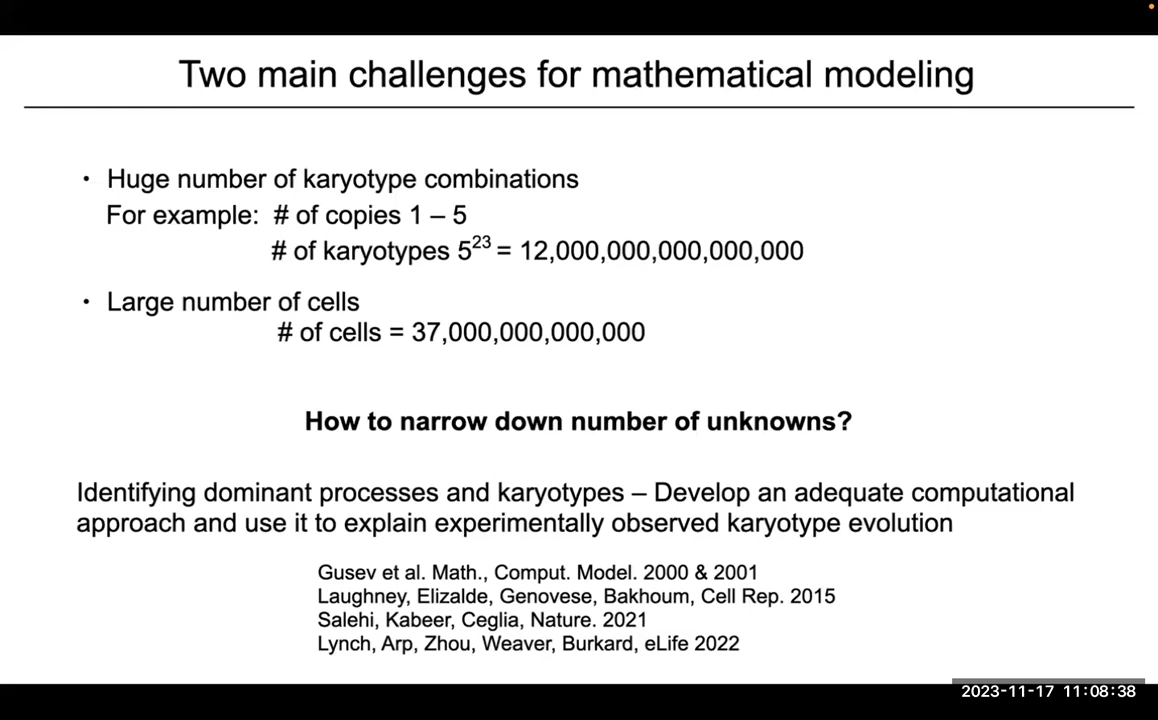 Two main challenges for mathematical modeling
• Huge number of karyotype combinations
For example: # of copies 1 – 5
# of karyotypes 5²³ = 12,000,000,000,000,000
• Large number of cells
# of cells = 37,000,000,000,000
How to narrow down number of unknowns?
Identifying dominant processes and karyotypes – Develop an adequate computational
approach and use it to explain experimentally observed karyotype evolution
Gusev et al. Math., Comput. Model. 2000 & 2001
Laughney, Elizalde, Genovese, Bakhoum, Cell Rep. 2015
Salehi, Kabeer, Ceglia, Nature. 2021
Lynch, Arp, Zhou, Weaver, Burkard, eLife 2022
2023-11-17 11:08:38